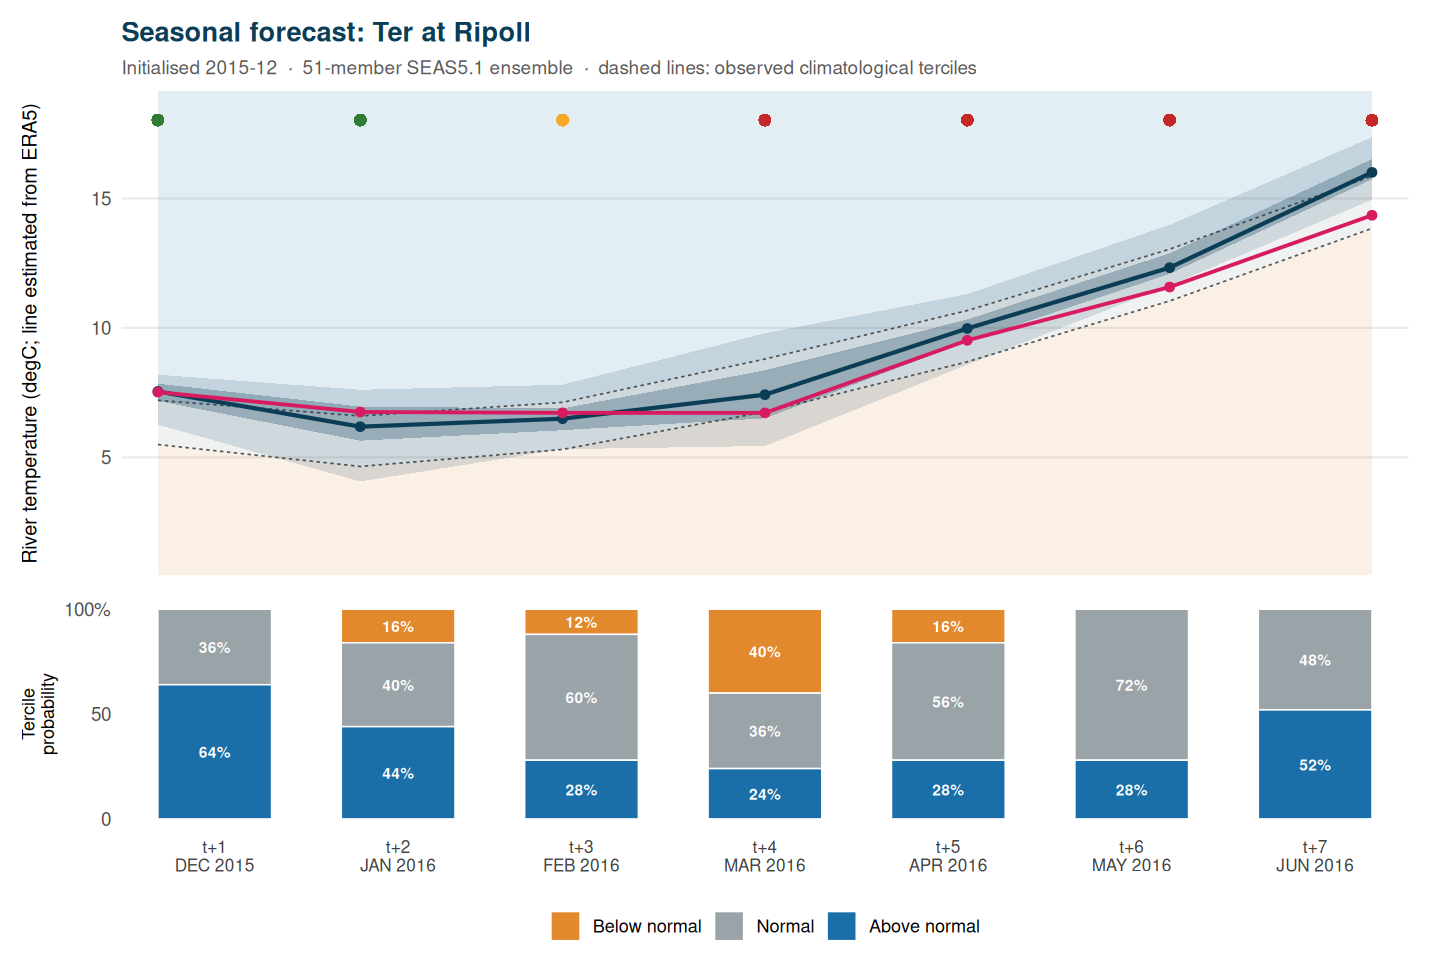 Seasonal forecast: Ter at Ripoll
Initialised 2015-12 · 51-member SEAS5.1 ensemble · dashed lines: observed climatological terciles
River temperature (degC; line estimated from ERA5)
15
10
5
Tercile
probability
100%
50
0
36%
64%
16%
40%
44%
12%
60%
28%
40%
36%
24%
16%
56%
28%
72%
28%
48%
52%
t+1
DEC 2015
t+2
JAN 2016
t+3
FEB 2016
t+4
MAR 2016
t+5
APR 2016
t+6
MAY 2016
t+7
JUN 2016
Below normal
Normal
Above normal